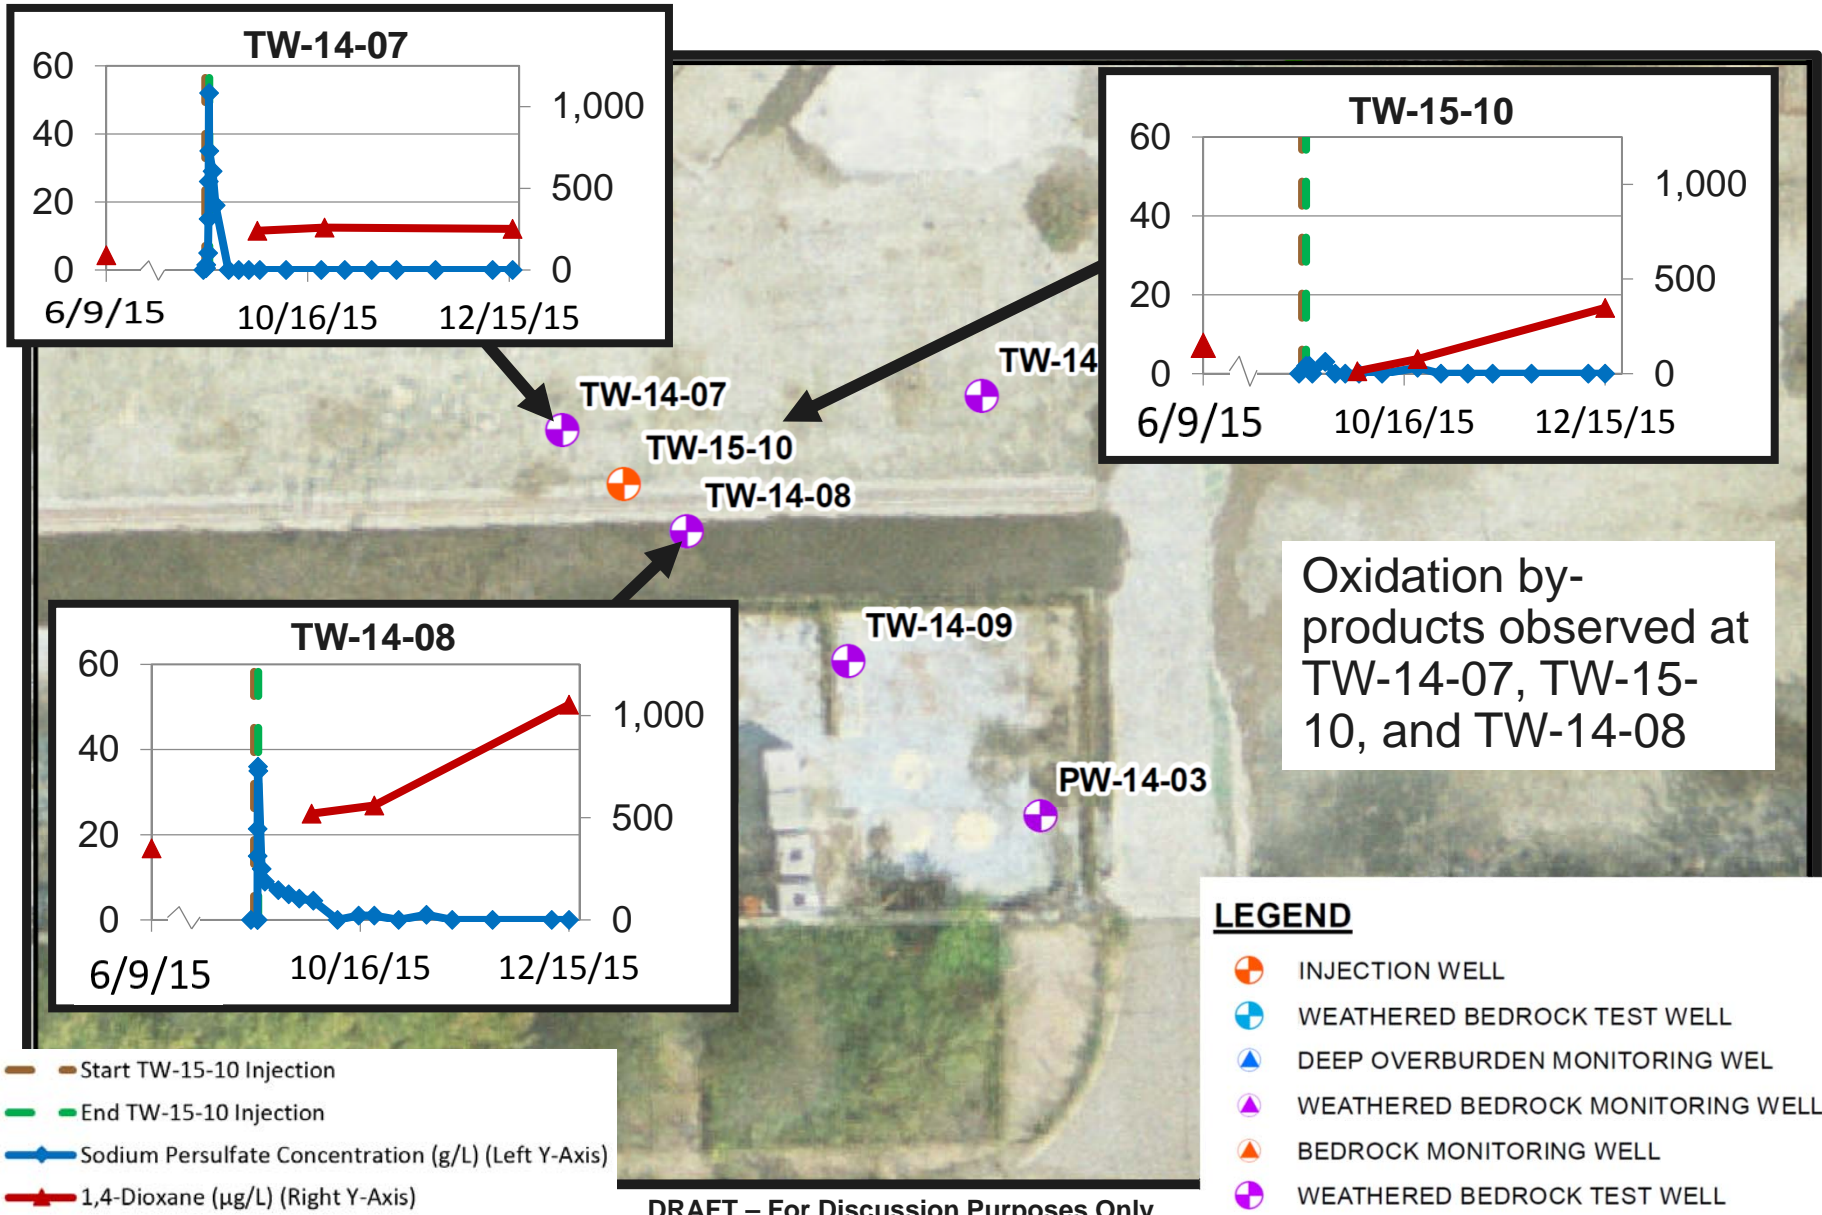 TW-14-07
60
40
20
0
1,000
500
0
6/9/15
10/16/15
12/15/15
TW-15-10
60
40
20
0
1,000
500
0
6/9/15
10/16/15
12/15/15
TW-14
TW-14-07
TW-15-10
TW-14-08
TW-14-08
60
40
20
0
1,000
500
0
6/9/15
10/16/15
12/15/15
TW-14-09
PW-14-03
Oxidation by-
products observed at
TW-14-07, TW-15-
10, and TW-14-08
Start TW-15-10 Injection
End TW-15-10 Injection
Sodium Persulfate Concentration (g/L) (Left Y-Axis)
1,4-Dioxane (µg/L) (Right Y-Axis)
LEGEND
INJECTION WELL
WEATHERED BEDROCK TEST WELL
DEEP OVERBURDEN MONITORING WEL
WEATHERED BEDROCK MONITORING WELL
BEDROCK MONITORING WELL
WEATHERED BEDROCK TEST WELL
DRAFT – For Discussion Purposes Only